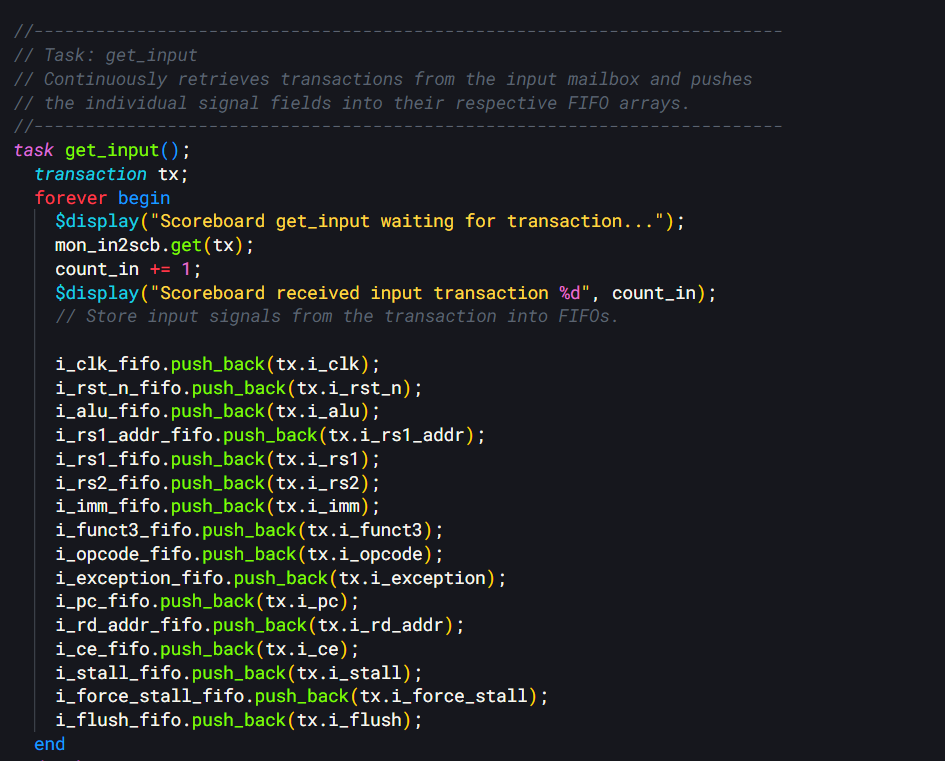 //-------------------------------------------------------------------------
// Task: get_input
// Continuously retrieves transactions from the input mailbox and pushes
// the individual signal fields into their respective FIFO arrays.
//-------------------------------------------------------------------------
task get_input();
  transaction tx;
  forever begin
    $display("Scoreboard get_input waiting for transaction...");
    mon_in2scb.get(tx);
    count_in += 1;
    $display("Scoreboard received input transaction %d", count_in);
    // Store input signals from the transaction into FIFOs.

    i_clk_fifo.push_back(tx.i_clk);
    i_rst_n_fifo.push_back(tx.i_rst_n);
    i_alu_fifo.push_back(tx.i_alu);
    i_rs1_addr_fifo.push_back(tx.i_rs1_addr);
    i_rs1_fifo.push_back(tx.i_rs1);
    i_rs2_fifo.push_back(tx.i_rs2);
    i_imm_fifo.push_back(tx.i_imm);
    i_funct3_fifo.push_back(tx.i_funct3);
    i_opcode_fifo.push_back(tx.i_opcode);
    i_exception_fifo.push_back(tx.i_exception);
    i_pc_fifo.push_back(tx.i_pc);
    i_rd_addr_fifo.push_back(tx.i_rd_addr);
    i_ce_fifo.push_back(tx.i_ce);
    i_stall_fifo.push_back(tx.i_stall);
    i_force_stall_fifo.push_back(tx.i_force_stall);
    i_flush_fifo.push_back(tx.i_flush);
  end